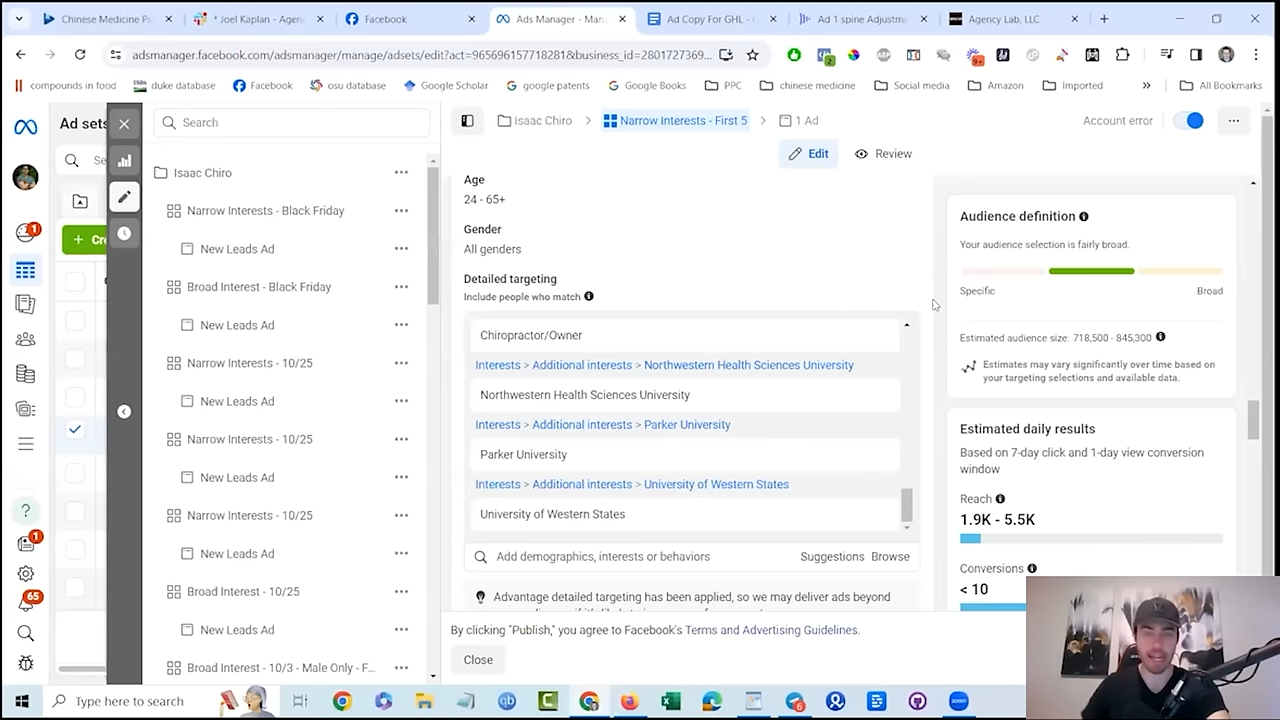 Chinese Medicine Ps
* Joel Kaplan - Agen
Facebook
Ads Manager - Man
Ad Copy For GHL - G
Ad 1 spine Adjustme
Agency Lab, LLC
adsmanager.facebook.com/adsmanager/manage/adsets/edit?act=965696157718281&business_id=2801727369...
compounds in food
duke database
Facebook
osu database
Google Scholar
google patents
Google Books
PPC
chinese medicine
Social media
Amazon
Imported
»
All Bookmarks
Ad sets
Search
Isaac Chiro
Narrow Interests - First 5
1 Ad
Account error
Edit
Review
Se
+ Cre
Isaac Chiro
Narrow Interests - Black Friday
New Leads Ad
Broad Interest - Black Friday
New Leads Ad
Narrow Interests - 10/25
New Leads Ad
Narrow Interests - 10/25
New Leads Ad
Narrow Interests - 10/25
New Leads Ad
Broad Interest - 10/25
New Leads Ad
Broad Interest - 10/3 - Male Only - F...
Age
24 - 65+
Gender
All genders
Detailed targeting
Include people who match
Chiropractor/Owner
Interests > Additional interests > Northwestern Health Sciences University
Northwestern Health Sciences University
Interests > Additional interests > Parker University
Parker University
Interests > Additional interests > University of Western States
University of Western States
Add demographics, interests or behaviors
Suggestions
Browse
Advantage detailed targeting has been applied, so we may deliver ads beyond
By clicking "Publish," you agree to Facebook's Terms and Advertising Guidelines.
Close
Audience definition
Your audience selection is fairly broad.
Specific
Broad
Estimated audience size: 718,500 - 845,300
Estimates may vary significantly over time based on
your targeting selections and available data.
Estimated daily results
Based on 7-day click and 1-day view conversion
window
Reach
1.9K - 5.5K
Conversions
< 10
1
1
65
Type here to search